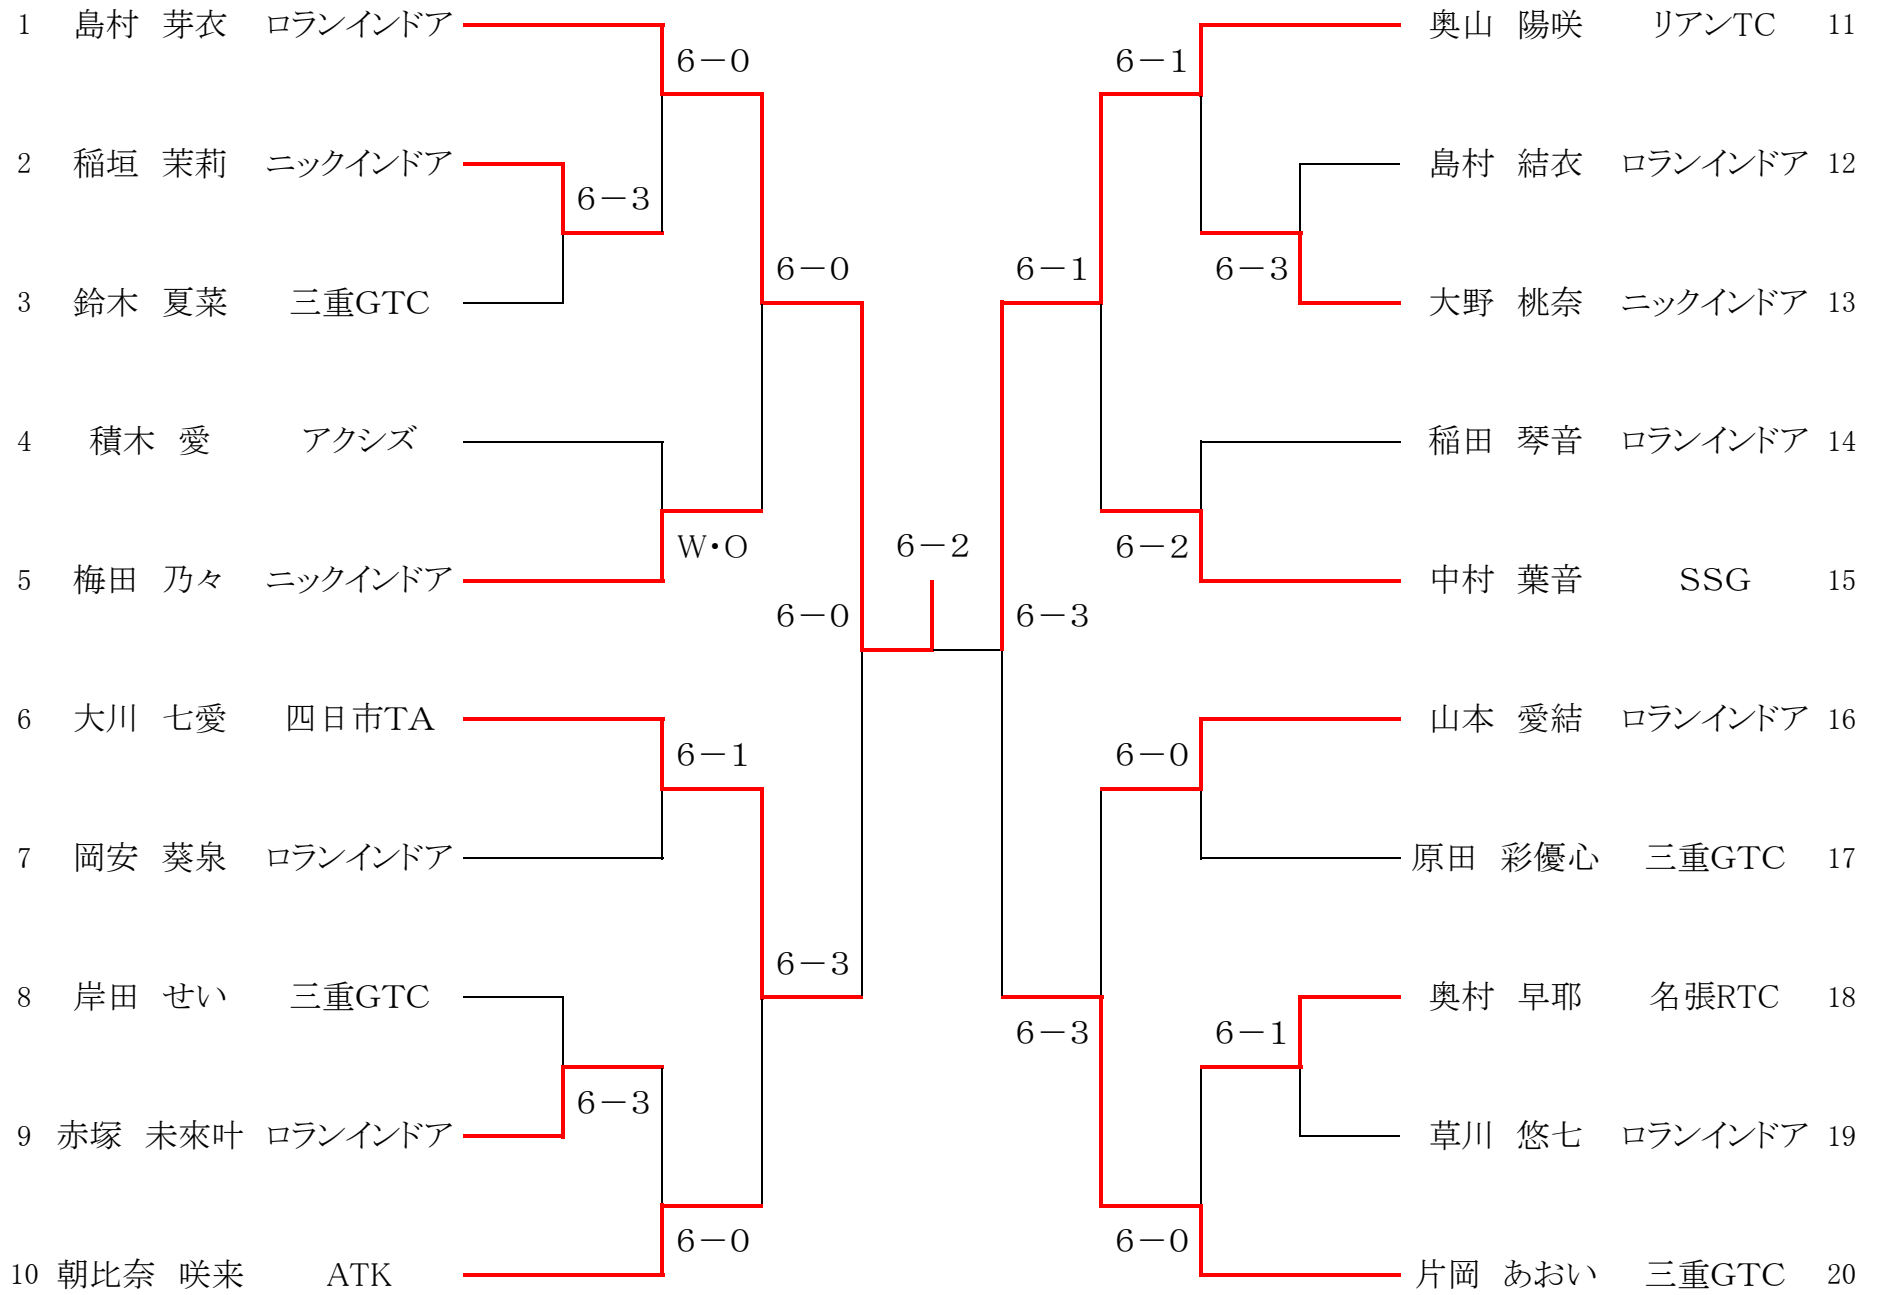 1 島村 芽衣 ロランインドア
6-0
2 稲垣 茉莉 ニックインドア
6-3
3 鈴木 夏菜 三重GTC
6-0
4 積木 愛 アクシズ
W・O
5 梅田 乃々 ニックインドア
6-0
6 大川 七愛 四日市TA
6-1
7 岡安 葵泉 ロランインドア
6-3
8 岸田 せい 三重GTC
6-3
9 赤塚 未來叶 ロランインドア
6-0
10 朝比奈 咲来 ATK
6-2
奥山 陽咲 リアンTC 11
6-1
島村 結衣 ロランインドア 12
6-1
6-3
大野 桃奈 ニックインドア 13
稲田 琴音 ロランインドア 14
6-2
中村 葉音 SSG 15
6-3
山本 愛結 ロランインドア 16
6-0
原田 彩優心 三重GTC 17
奥村 早耶 名張RTC 18
6-3
6-1
草川 悠七 ロランインドア 19
6-0
片岡 あおい 三重GTC 20